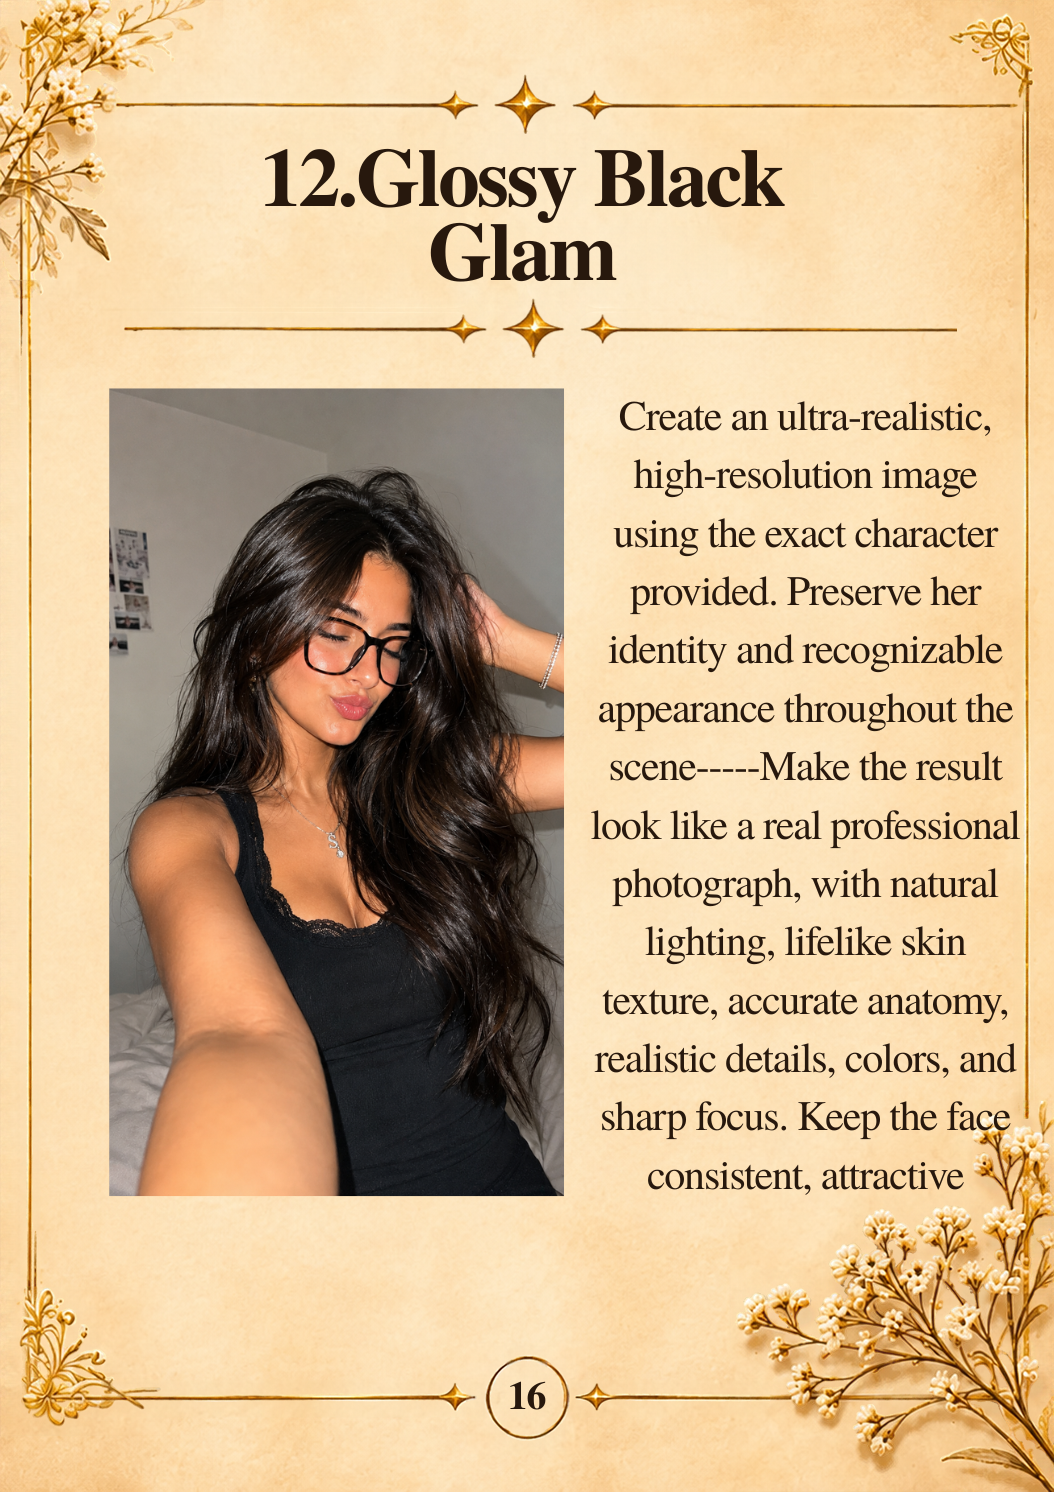 12.Glossy Black
Glam
Create an ultra-realistic,
high-resolution image
using the exact character
provided. Preserve her
identity and recognizable
appearance throughout the
scene-----Make the result
look like a real professional
photograph, with natural
lighting, lifelike skin
texture, accurate anatomy,
realistic details, colors, and
sharp focus. Keep the face
consistent, attractive
16